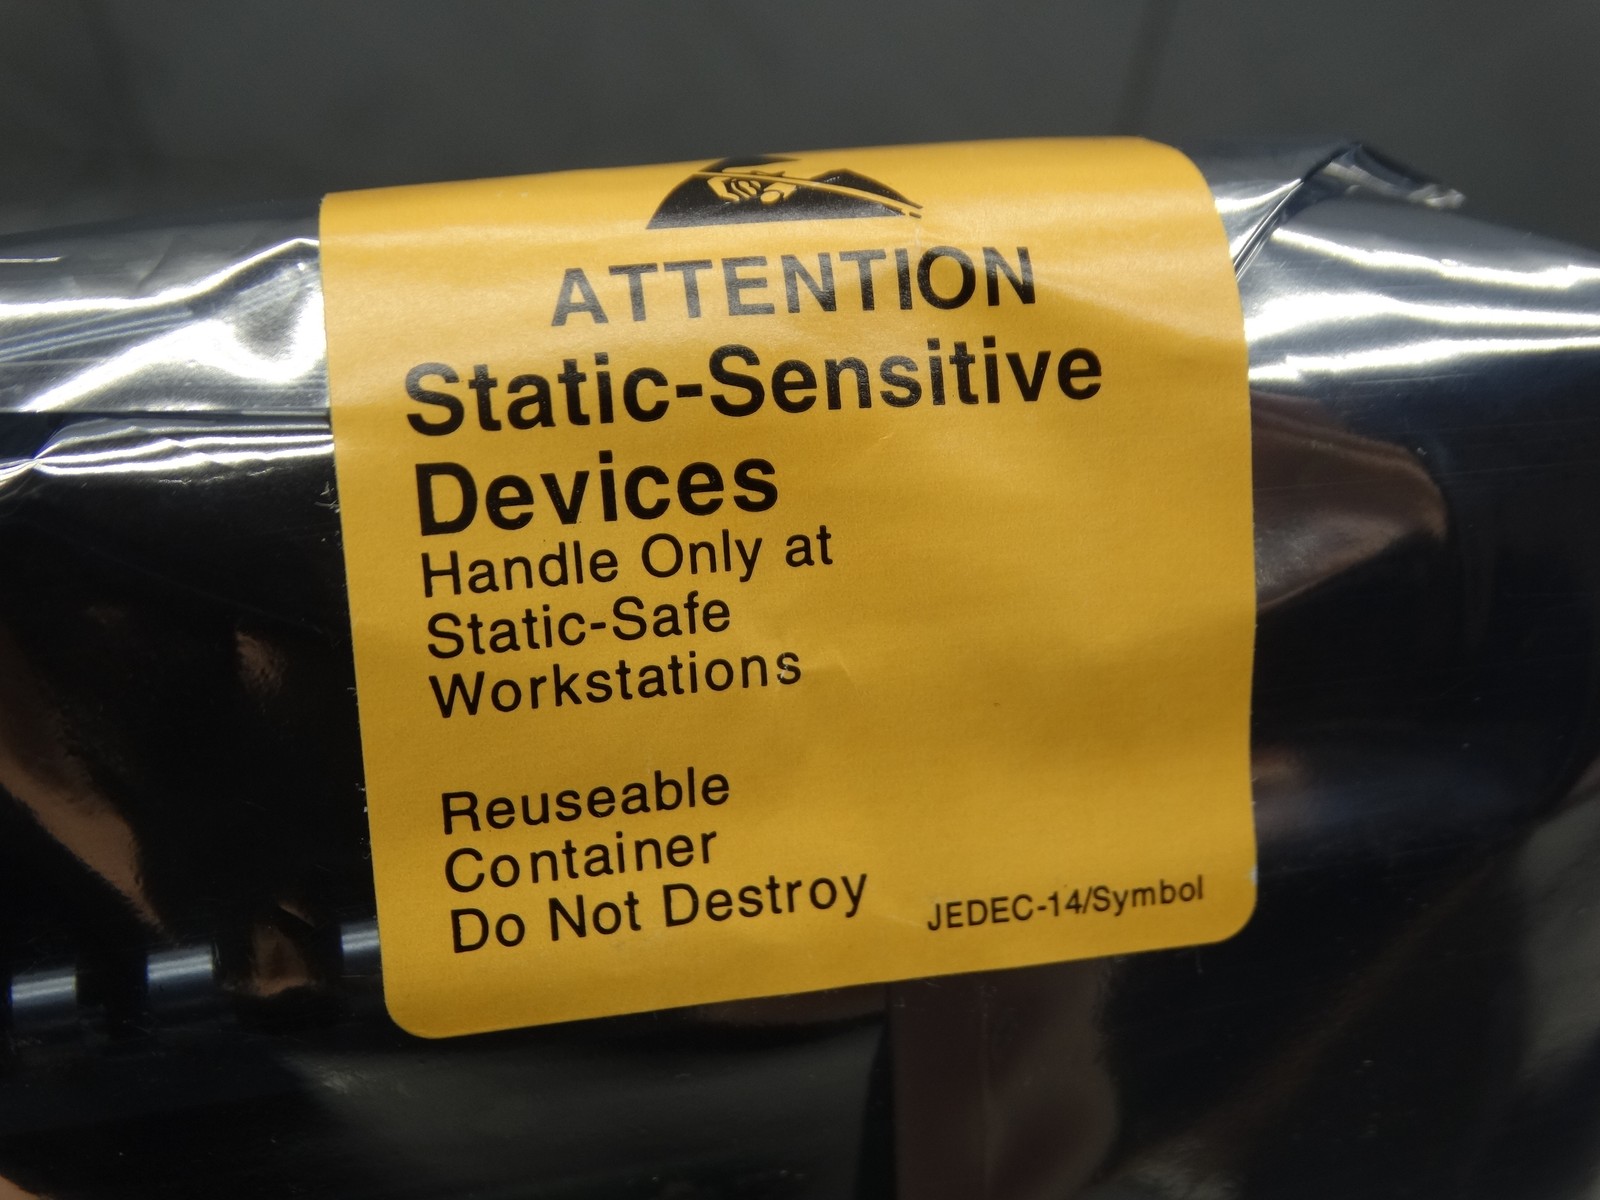 ATTENTION
Static-Sensitive
Devices
Handle Only at
Static-Safe
Workstations
Reuseable
Container
Do Not Destroy
JEDEC-14/Symbol